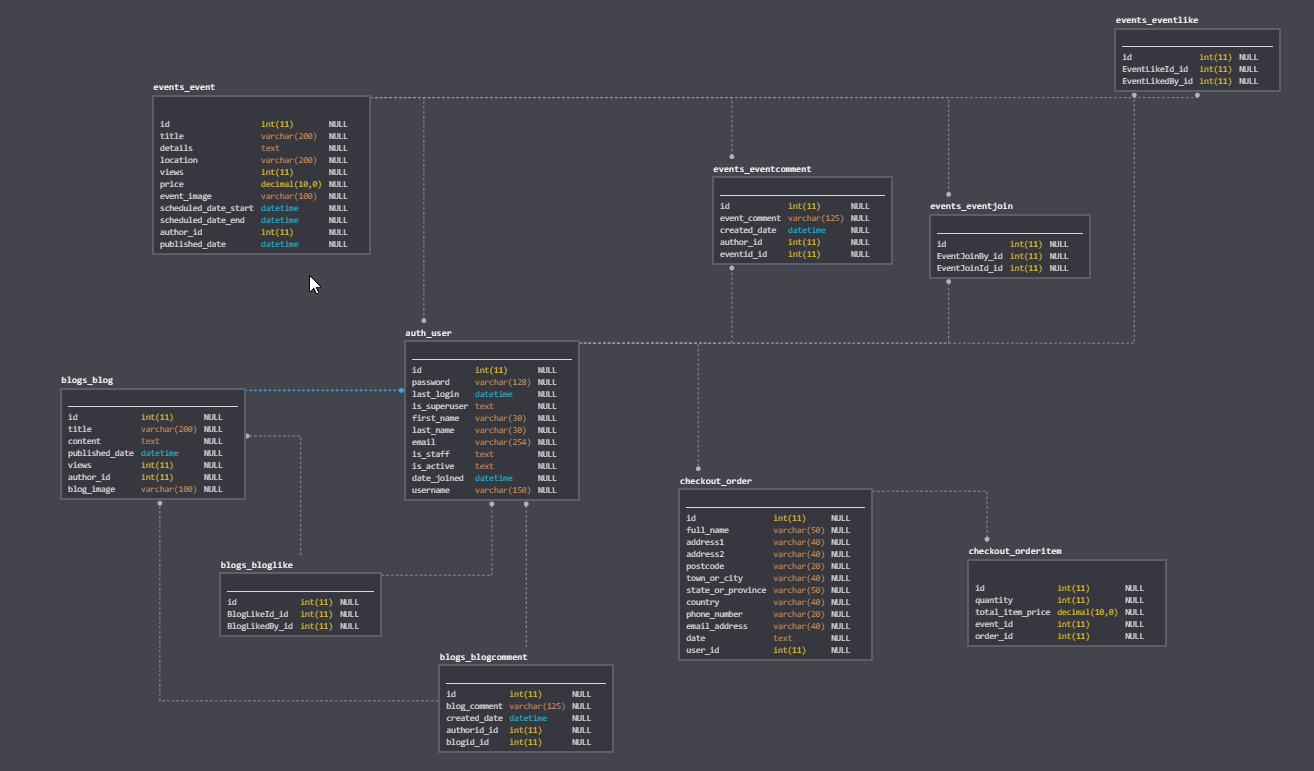 events_eventlike
id int(11) NULL
EventLikeId_id int(11) NULL
EventLikedBy_id int(11) NULL
events_event
id int(11) NULL
title varchar(200) NULL
details text NULL
location varchar(200) NULL
views int(11) NULL
price decimal(10,0) NULL
event_image varchar(100) NULL
scheduled_date_start datetime NULL
scheduled_date_end datetime NULL
author_id int(11) NULL
published_date datetime NULL
events_eventcomment
id int(11) NULL
event_comment varchar(125) NULL
created_date datetime NULL
author_id int(11) NULL
eventid_id int(11) NULL
events_eventjoin
id int(11) NULL
EventJoinBy_id int(11) NULL
EventJoinId_id int(11) NULL
auth_user
id int(11) NULL
password varchar(128) NULL
last_login datetime NULL
is_superuser text NULL
first_name varchar(30) NULL
last_name varchar(30) NULL
email varchar(254) NULL
is_staff text NULL
is_active text NULL
date_joined datetime NULL
username varchar(150) NULL
blogs_blog
id int(11) NULL
title varchar(200) NULL
content text NULL
published_date datetime NULL
views int(11) NULL
author_id int(11) NULL
blog_image varchar(100) NULL
checkout_order
id int(11) NULL
full_name varchar(50) NULL
address1 varchar(40) NULL
address2 varchar(40) NULL
postcode varchar(20) NULL
town_or_city varchar(40) NULL
state_or_province varchar(50) NULL
country varchar(40) NULL
phone_number varchar(20) NULL
email_address varchar(40) NULL
date text NULL
user_id int(11) NULL
checkout_orderitem
id int(11) NULL
quantity int(11) NULL
total_item_price decimal(10,0) NULL
event_id int(11) NULL
order_id int(11) NULL
blogs_bloglike
id int(11) NULL
BlogLikeId_id int(11) NULL
BlogLikedBy_id int(11) NULL
blogs_blogcomment
id int(11) NULL
blog_comment varchar(125) NULL
created_date datetime NULL
authorid_id int(11) NULL
blogid_id int(11) NULL